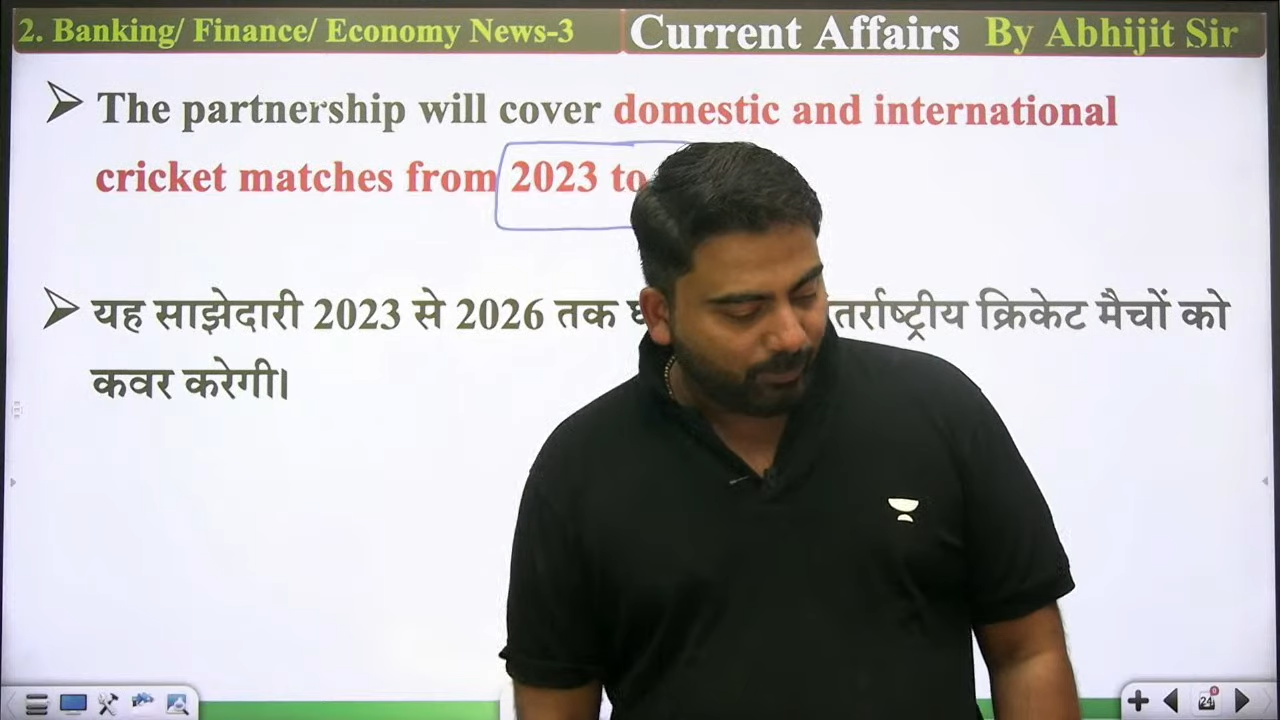 2. Banking/ Finance/ Economy News-3
Current Affairs By Abhijit Sir
The partnership will cover domestic and international
cricket matches from 2023 to
यह साझेदारी 2023 से 2026 तक क्रिकेट मैचों को
कवर करेगी।
24